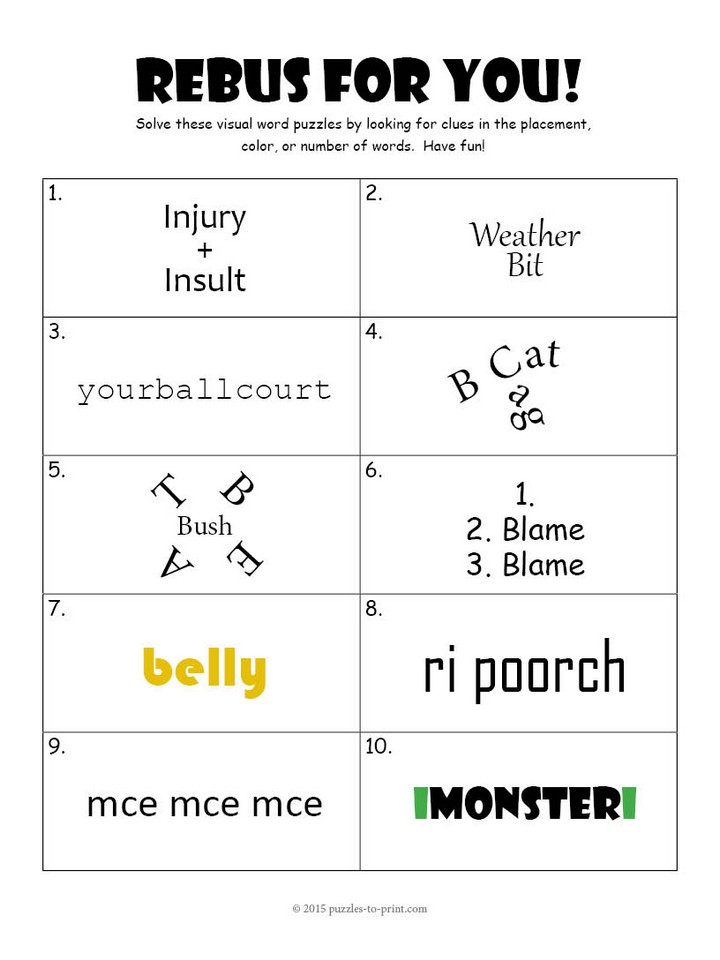 REBUS FOR YOU!
Solve these visual word puzzles by looking for clues in the placement,
color, or number of words. Have fun!
1.
Injury
+
Insult
2.
Weather
Bit
3.
yourballcourt
4.
B Cat
ag
5.
T B
Bush
A E
6.
1.
2. Blame
3. Blame
7.
belly
8.
ri poorch
9.
mce mce mce
10.
IMONSTERI
© 2015 puzzles-to-print.com